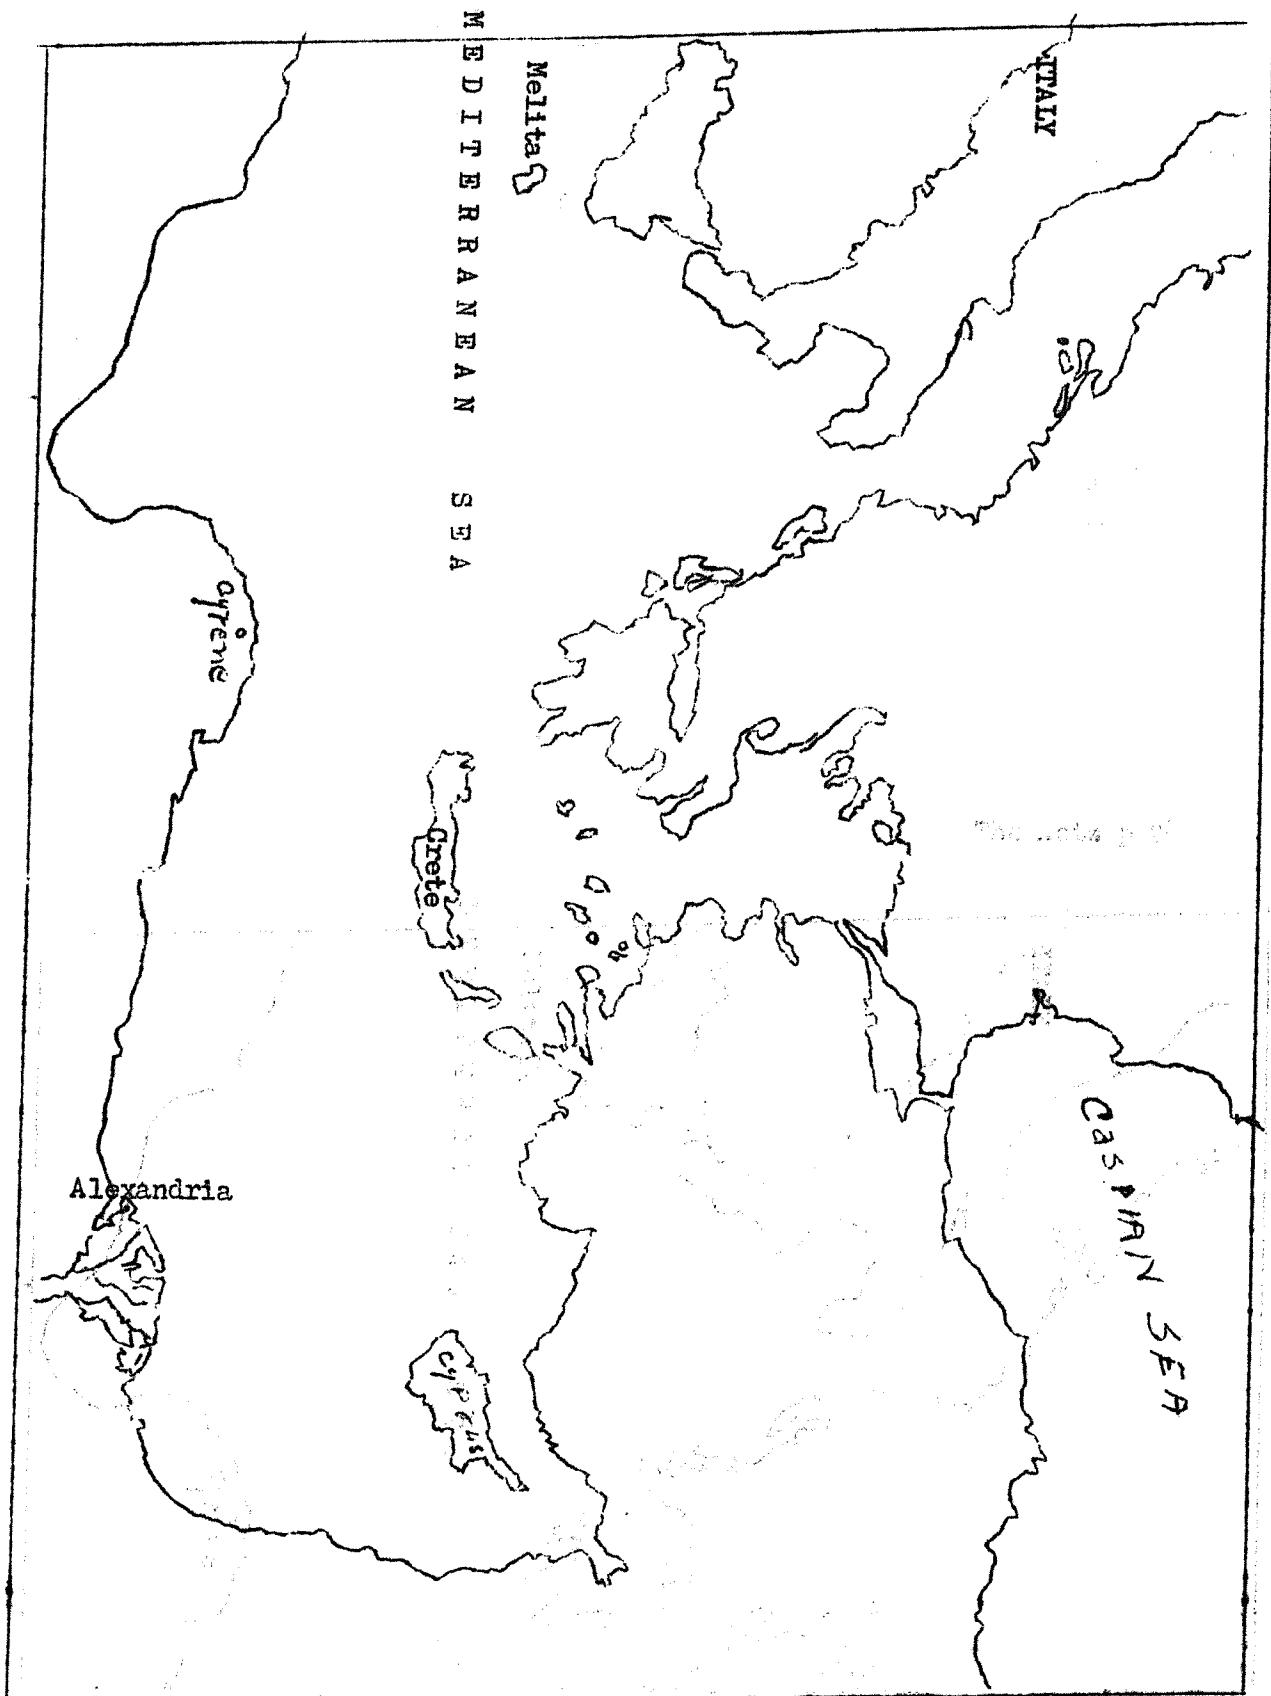 ITALY
Melita
MEDITERRANEAN SEA
Cyrene
Crete
CASPIAN SEA
Alexandria
Cyprus